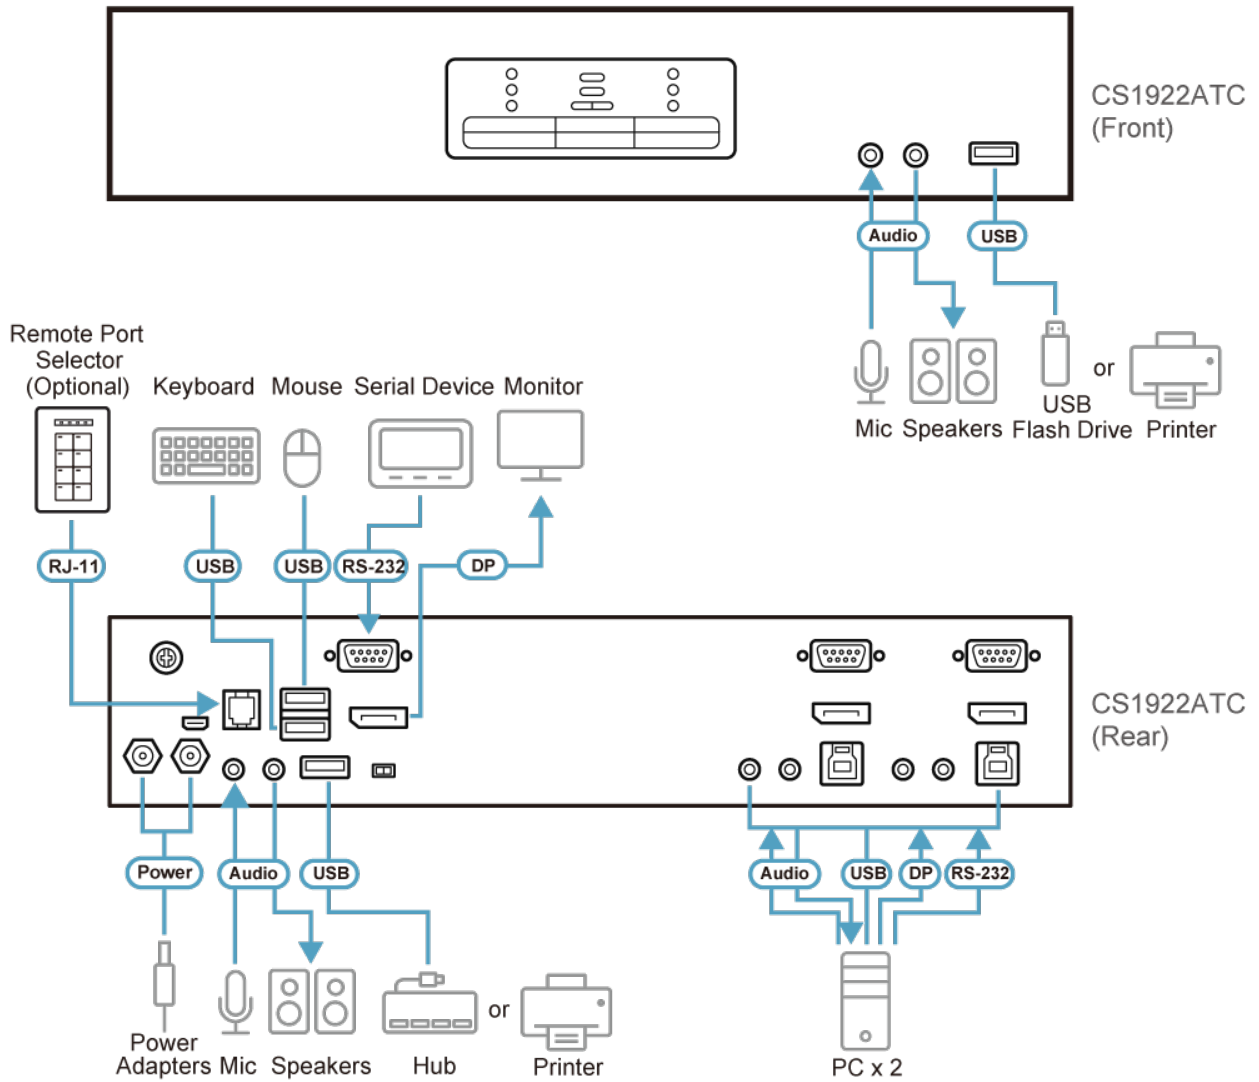 CS1922ATC
(Front)
Audio
USB
Mic
Speakers
USB
Flash Drive
or
Printer
Remote Port
Selector
(Optional)
Keyboard
Mouse
Serial Device
Monitor
RJ-11
USB
USB
RS-232
DP
CS1922ATC
(Rear)
Power
Audio
USB
Audio
USB
DP
RS-232
Power
Adapters
Mic
Speakers
Hub
or
Printer
PC x 2